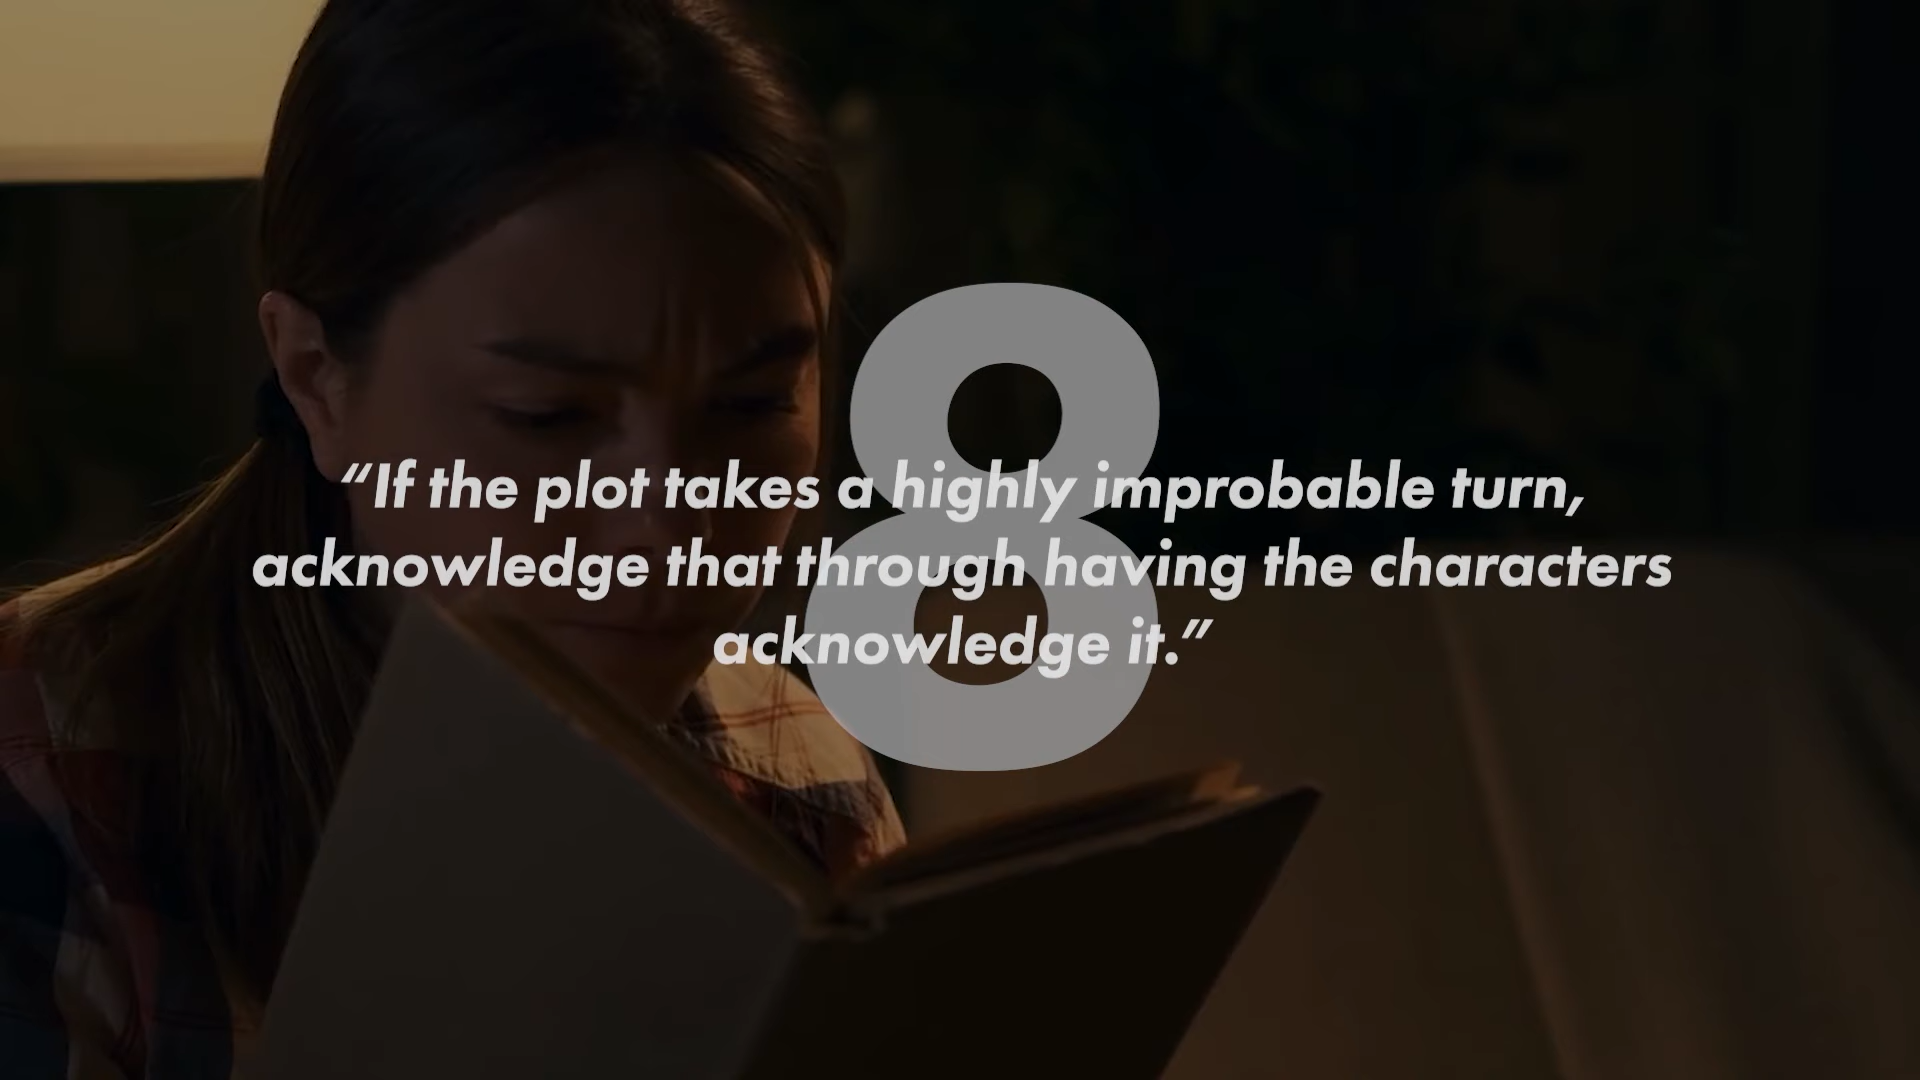 8
“If the plot takes a highly improbable turn,
acknowledge that through having the characters
acknowledge it.”